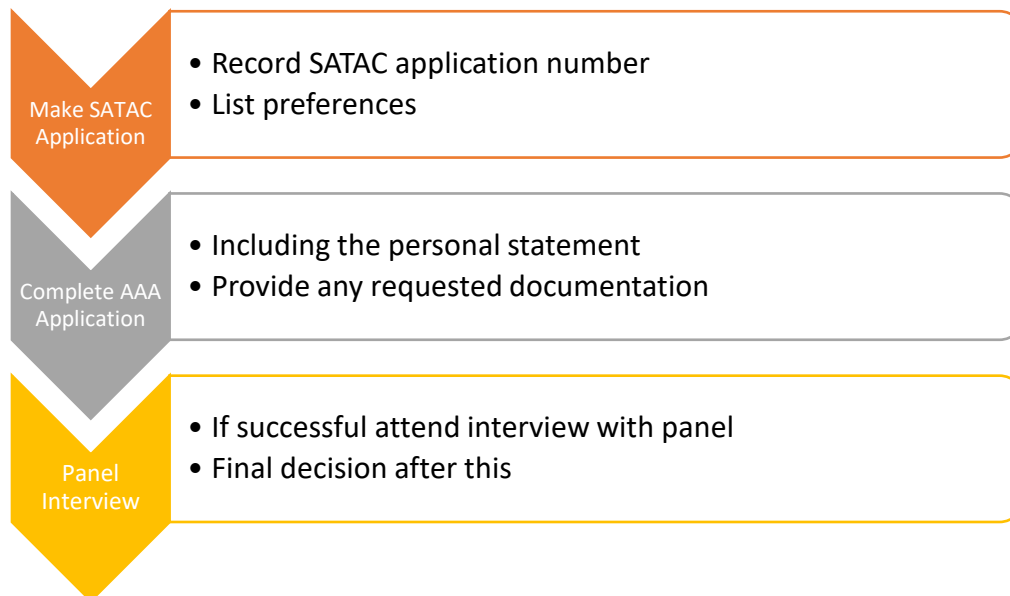 Make SATAC
Application
• Record SATAC application number
• List preferences
Complete AAA
Application
• Including the personal statement
• Provide any requested documentation
Panel
Interview
• If successful attend interview with panel
• Final decision after this